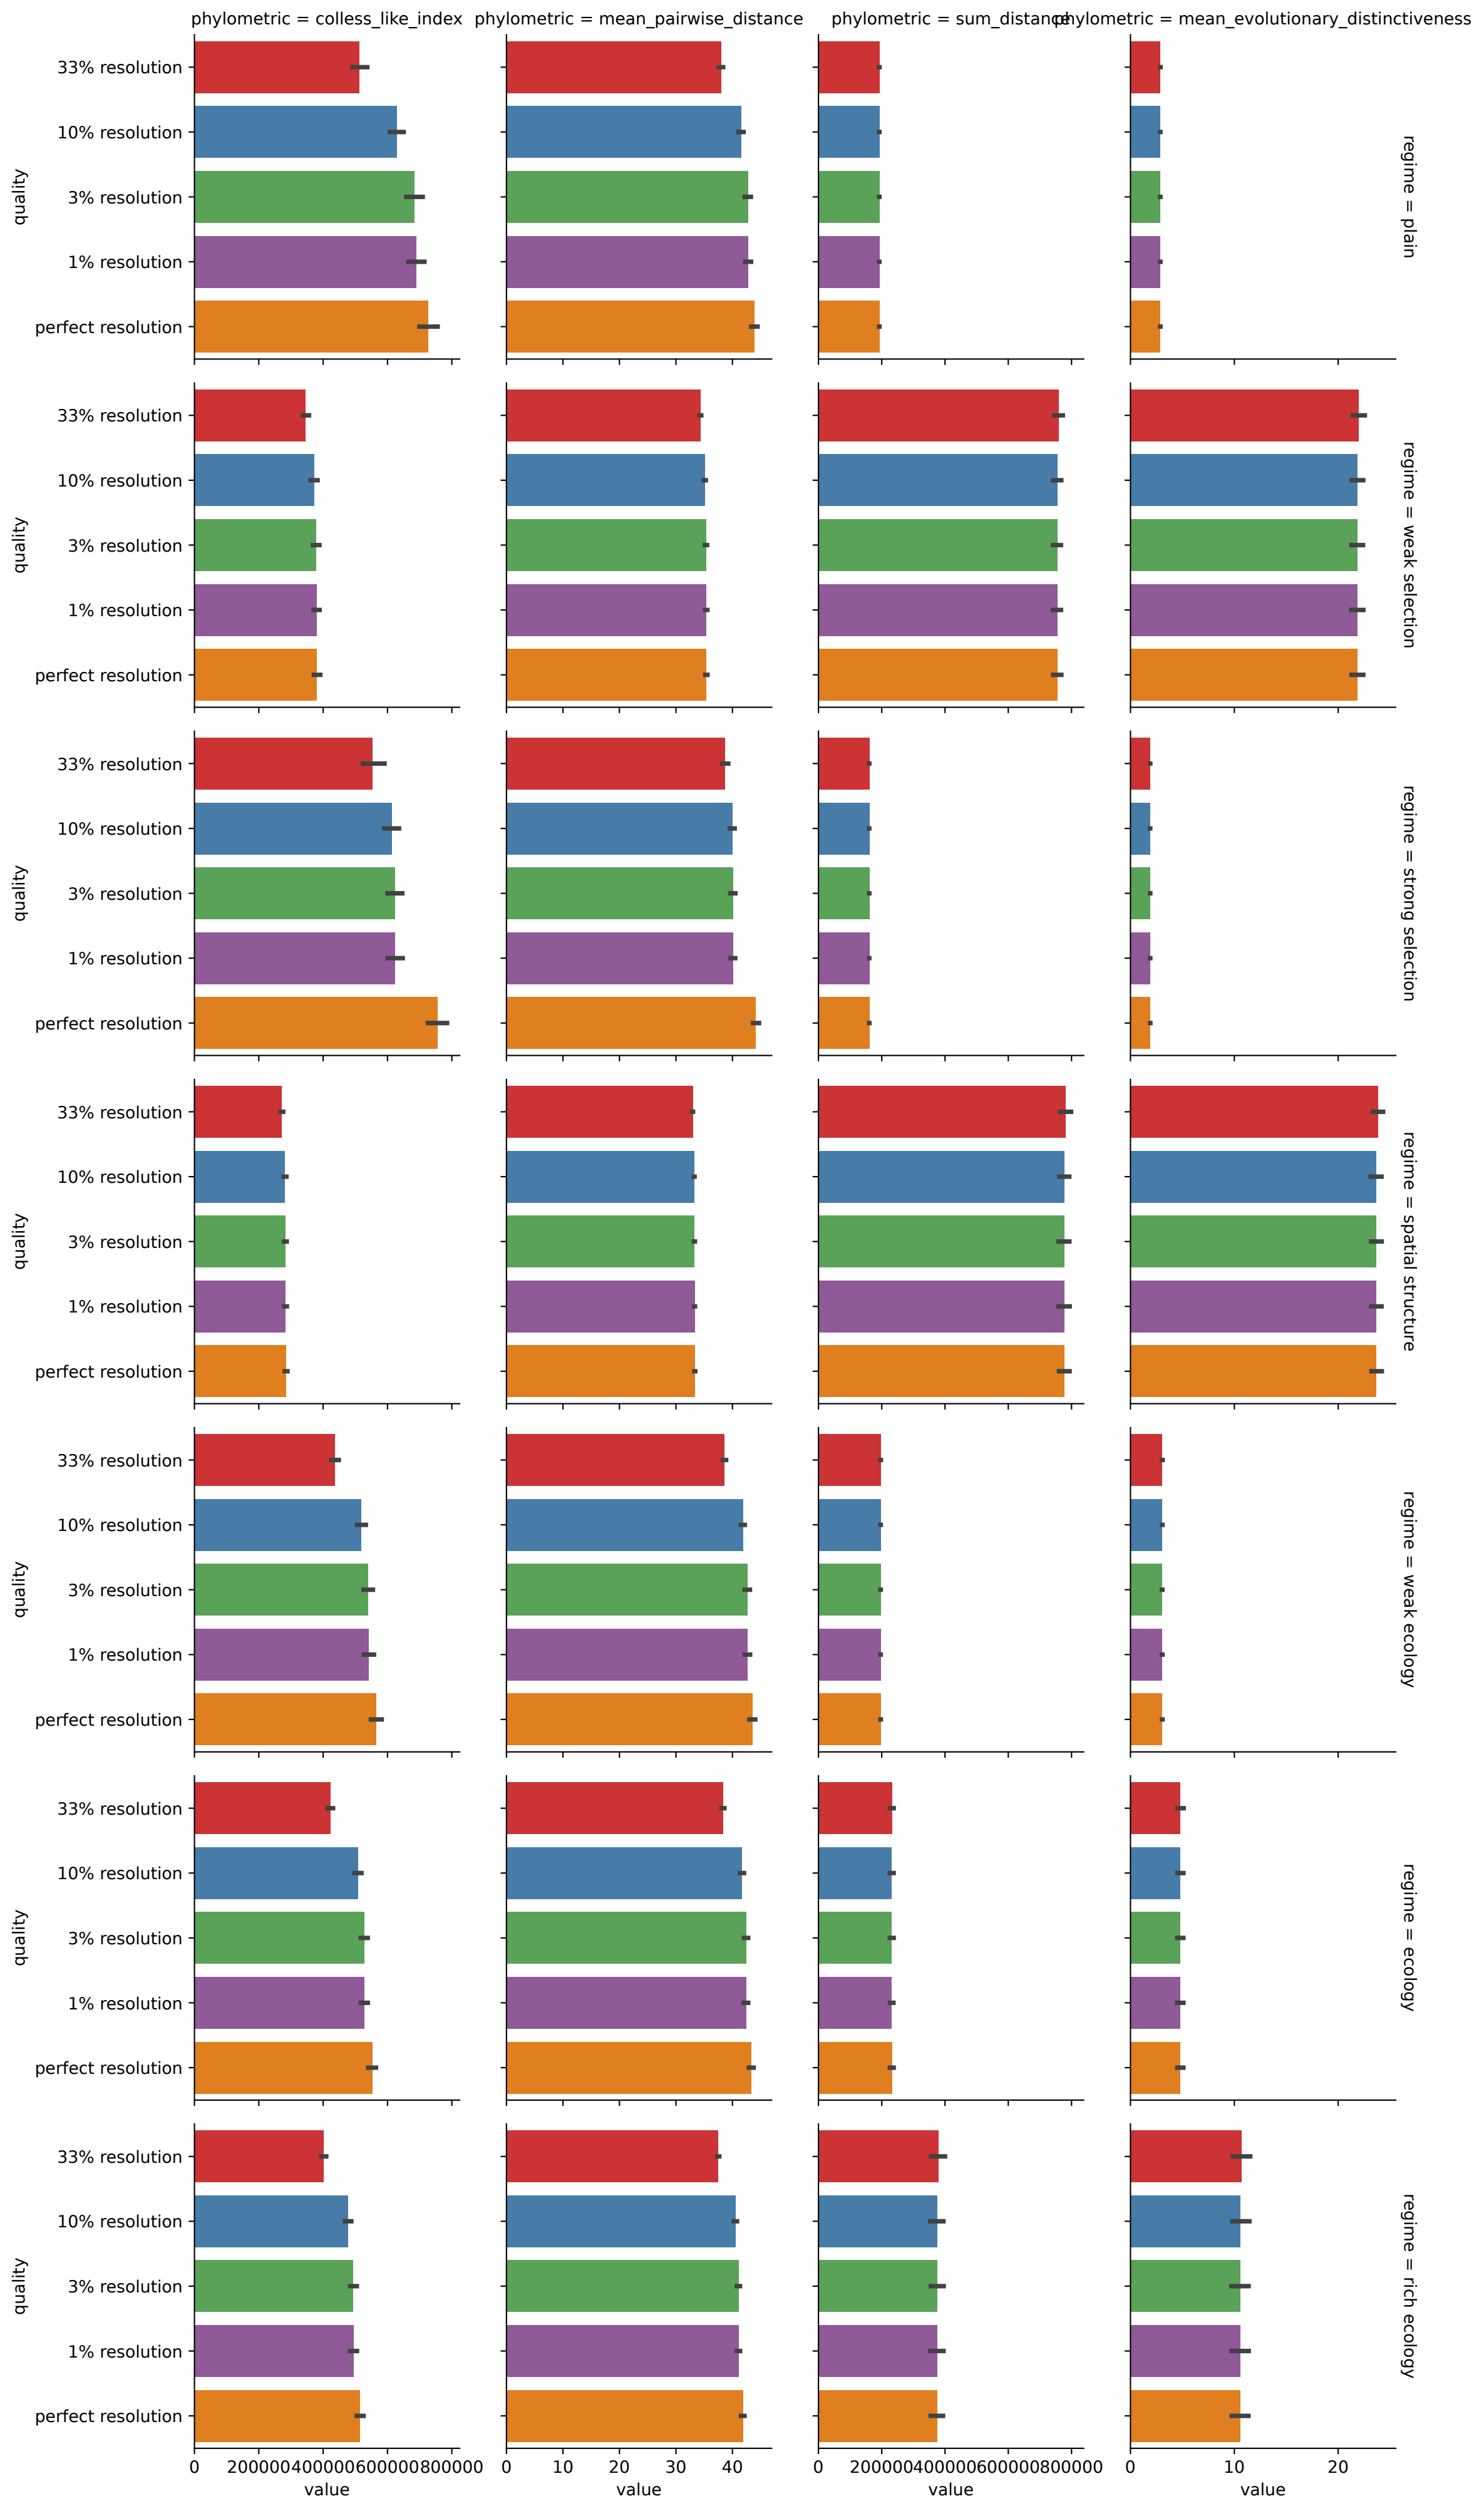 phylometric = colless_like_index
phylometric = mean_pairwise_distance
phylometric = sum_distance
phylometric = mean_evolutionary_distinctiveness
quality
33% resolution
10% resolution
3% resolution
1% resolution
perfect resolution
regime = plain
quality
33% resolution
10% resolution
3% resolution
1% resolution
perfect resolution
regime = weak selection
quality
33% resolution
10% resolution
3% resolution
1% resolution
perfect resolution
regime = strong selection
quality
33% resolution
10% resolution
3% resolution
1% resolution
perfect resolution
regime = spatial structure
quality
33% resolution
10% resolution
3% resolution
1% resolution
perfect resolution
regime = weak ecology
quality
33% resolution
10% resolution
3% resolution
1% resolution
perfect resolution
regime = ecology
quality
33% resolution
10% resolution
3% resolution
1% resolution
perfect resolution
regime = rich ecology
0 200000 400000 600000 800000
value
0 10 20 30 40
value
0 200000 400000 600000 800000
value
0 10 20
value